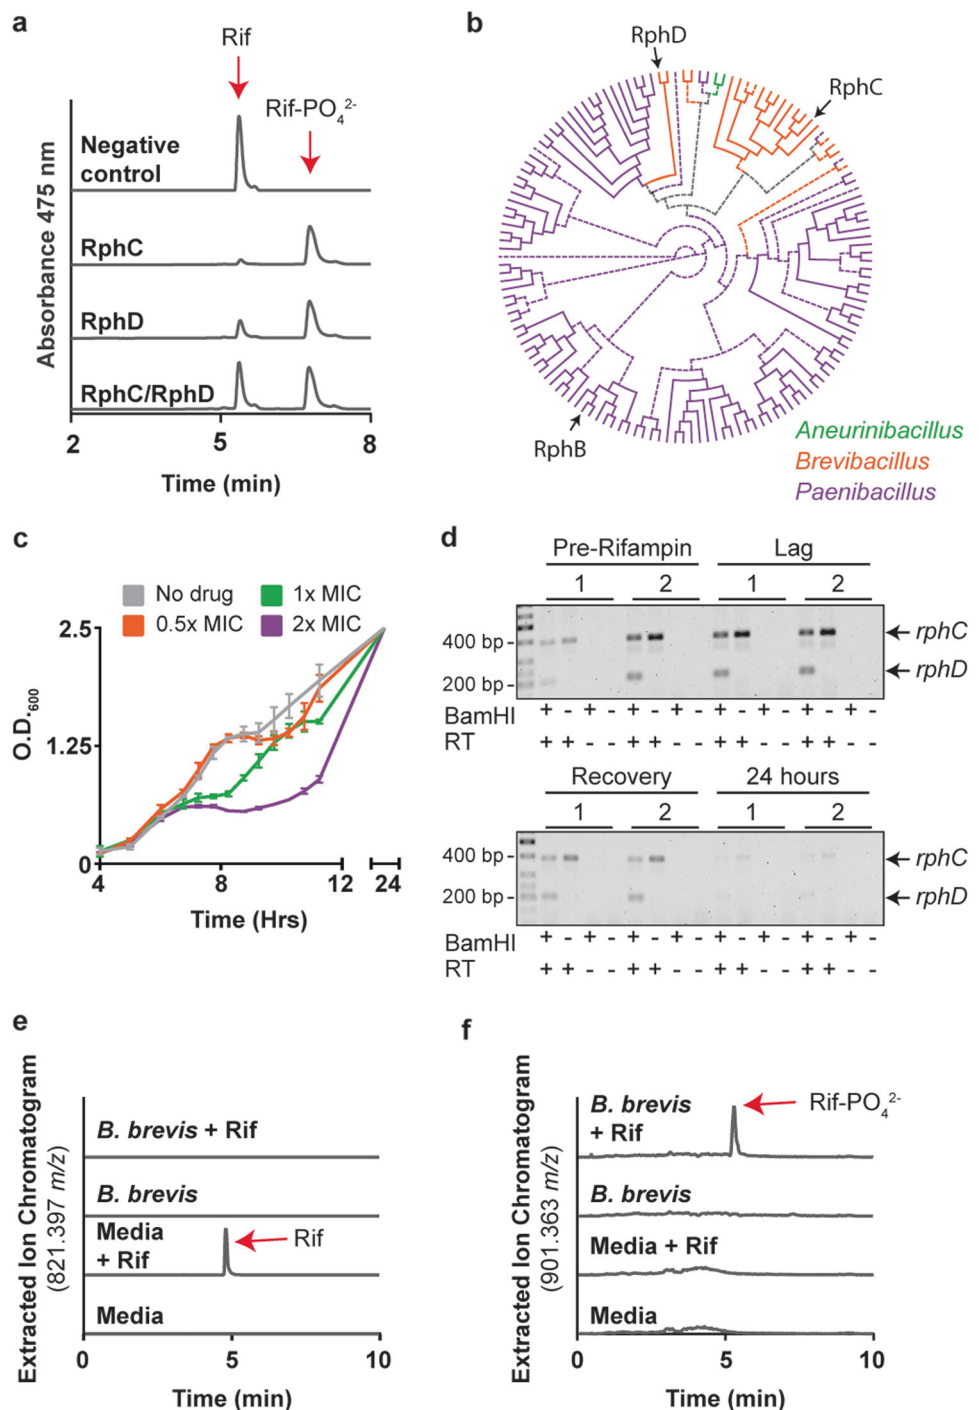 a
Rif
Rif-PO₄²⁻
Negative
control
RphC
RphD
RphC/RphD
Absorbance 475 nm
2 5 8
Time (min)
b
RphD
RphC
RphB
Aneurinibacillus
Brevibacillus
Paenibacillus
c
No drug 1x MIC
0.5x MIC 2x MIC
2.5
1.25
0
O.D.₆₀₀
4 8 12 24
Time (Hrs)
d
Pre-Rifampin Lag
1 2 1 2
400 bp
200 bp
rphC
rphD
BamHI + - + - + - + - + - + - + - + -
RT + + - - + + - - + + - - + + - -
Recovery 24 hours
1 2 1 2
400 bp
200 bp
rphC
rphD
BamHI + - + - + - + - + - + - + - + -
RT + + - - + + - - + + - - + + - -
e
Extracted Ion Chromatogram
(821.397 m/z)
B. brevis + Rif
B. brevis
Media
+ Rif
Rif
Media
0 5 10
Time (min)
f
Extracted Ion Chromatogram
(901.363 m/z)
B. brevis
+ Rif
Rif-PO₄²⁻
B. brevis
Media + Rif
Media
0 5 10
Time (min)